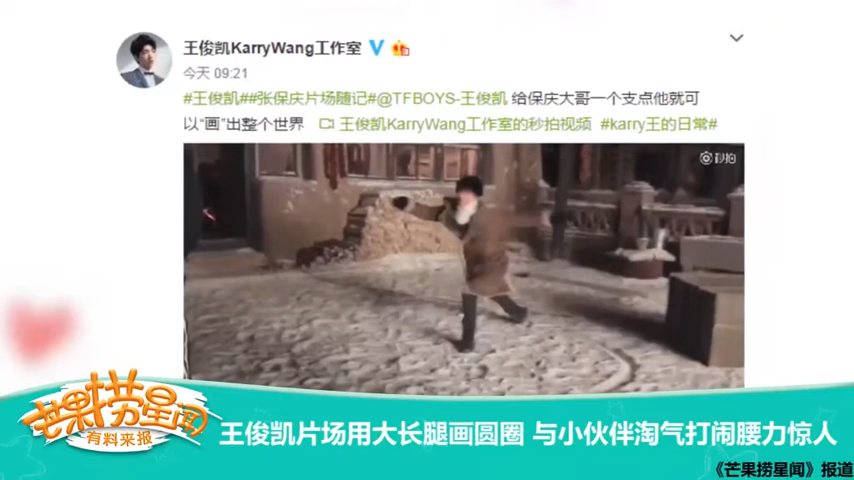 王俊凯KarryWang工作室
今天 09:21
#王俊凯##张保庆片场随记#@TFBOYS-王俊凯 给保庆大哥一个支点他就可
以“画”出整个世界 王俊凯KarryWang工作室的秒拍视频 #karry王的日常#
秒拍
芒果捞星闻
有料来报
王俊凯片场用大长腿画圆圈 与小伙伴淘气打闹腰力惊人
《芒果捞星闻》报道